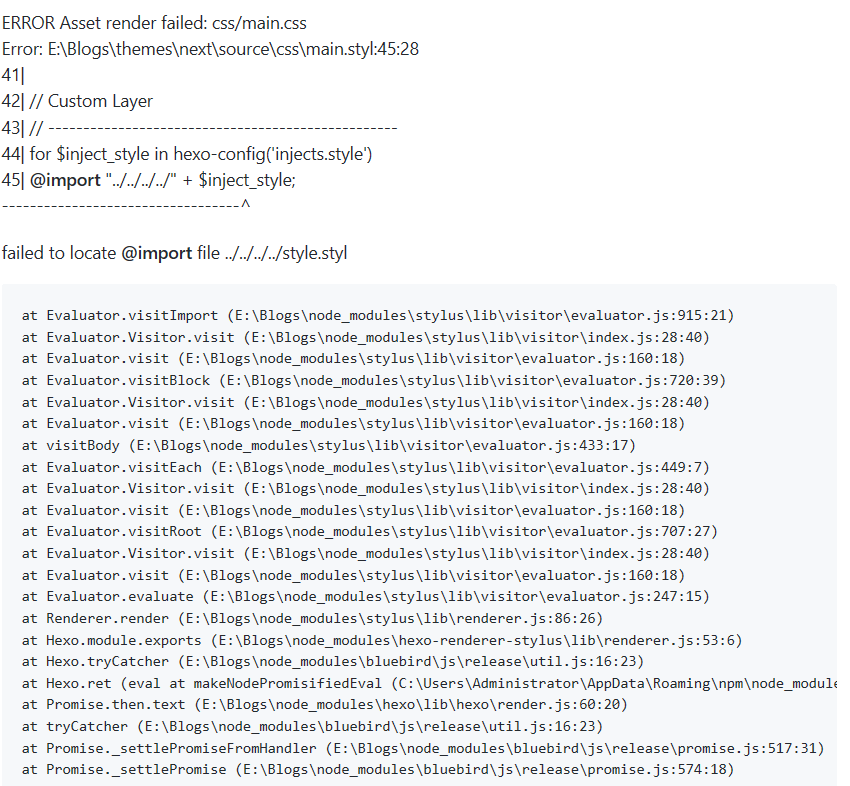 ERROR Asset render failed: css/main.css
Error: E:\Blogs\themes\next\source\css\main.styl:45:28
41|
42| // Custom Layer
43| // --------------------------------------------------
44| for $inject_style in hexo-config('injects.style')
45| @import "../../../../" + $inject_style;
----------------------------------^
failed to locate @import file ../../../../style.styl
at Evaluator.visitImport (E:\Blogs\node_modules\stylus\lib\visitor\evaluator.js:915:21)
at Evaluator.Visitor.visit (E:\Blogs\node_modules\stylus\lib\visitor\index.js:28:40)
at Evaluator.visit (E:\Blogs\node_modules\stylus\lib\visitor\evaluator.js:160:18)
at Evaluator.visitBlock (E:\Blogs\node_modules\stylus\lib\visitor\evaluator.js:720:39)
at Evaluator.Visitor.visit (E:\Blogs\node_modules\stylus\lib\visitor\index.js:28:40)
at Evaluator.visit (E:\Blogs\node_modules\stylus\lib\visitor\evaluator.js:160:18)
at visitBody (E:\Blogs\node_modules\stylus\lib\visitor\evaluator.js:433:17)
at Evaluator.visitEach (E:\Blogs\node_modules\stylus\lib\visitor\evaluator.js:449:7)
at Evaluator.Visitor.visit (E:\Blogs\node_modules\stylus\lib\visitor\index.js:28:40)
at Evaluator.visit (E:\Blogs\node_modules\stylus\lib\visitor\evaluator.js:160:18)
at Evaluator.visitRoot (E:\Blogs\node_modules\stylus\lib\visitor\evaluator.js:707:27)
at Evaluator.Visitor.visit (E:\Blogs\node_modules\stylus\lib\visitor\index.js:28:40)
at Evaluator.visit (E:\Blogs\node_modules\stylus\lib\visitor\evaluator.js:160:18)
at Evaluator.evaluate (E:\Blogs\node_modules\stylus\lib\visitor\evaluator.js:247:15)
at Renderer.render (E:\Blogs\node_modules\stylus\lib\renderer.js:86:26)
at Hexo.module.exports (E:\Blogs\node_modules\hexo-renderer-stylus\lib\renderer.js:53:6)
at Hexo.tryCatcher (E:\Blogs\node_modules\bluebird\js\release\util.js:16:23)
at Hexo.ret (eval at makeNodePromisifiedEval (C:\Users\Administrator\AppData\Roaming\npm\node_module
at Promise.then.text (E:\Blogs\node_modules\hexo\lib\hexo\render.js:60:20)
at tryCatcher (E:\Blogs\node_modules\bluebird\js\release\util.js:16:23)
at Promise._settlePromiseFromHandler (E:\Blogs\node_modules\bluebird\js\release\promise.js:517:31)
at Promise._settlePromise (E:\Blogs\node_modules\bluebird\js\release\promise.js:574:18)